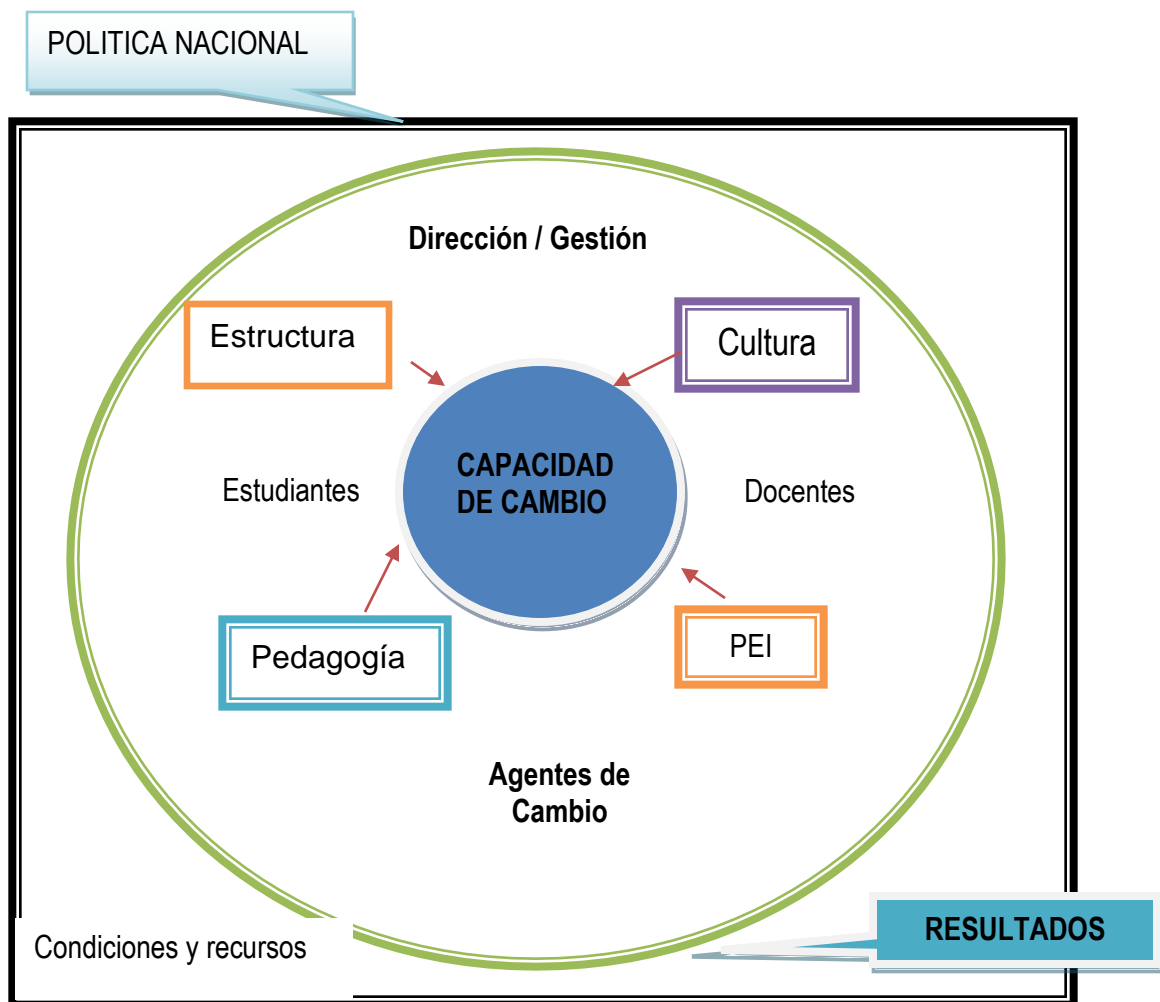 POLITICA NACIONAL
Dirección / Gestión
Estructura
Cultura
CAPACIDAD
DE CAMBIO
Estudiantes
Docentes
Pedagogía
PEI
Agentes de
Cambio
RESULTADOS
Condiciones y recursos